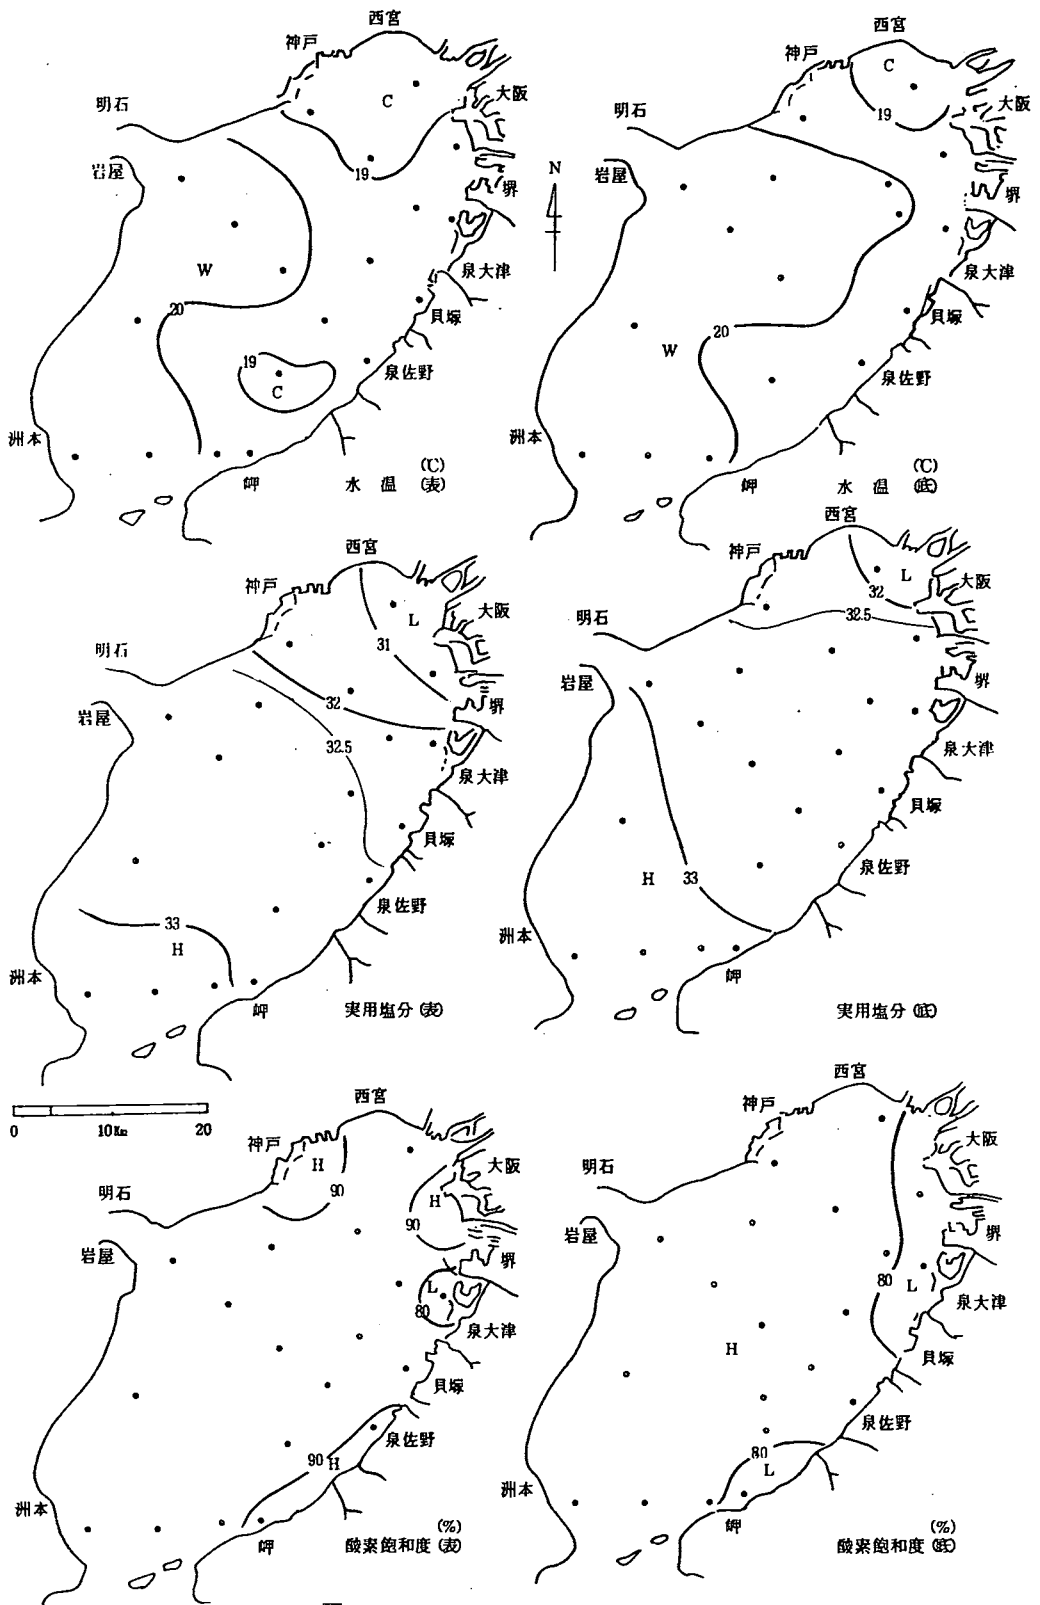 西宮
神戸
C
大阪
明石
岩屋
19
堺
W
泉大津
20
貝塚
19
C
泉佐野
洲本
岬
水温 (℃) (表)
N
西宮
神戸
C
大阪
明石
19
岩屋
堺
泉大津
貝塚
20
W
泉佐野
洲本
岬
水温 (℃) (底)
西宮
神戸
L
大阪
明石
31
岩屋
32
堺
32.5
泉大津
貝塚
泉佐野
33
H
洲本
岬
実用塩分 (表)
西宮
神戸
L
大阪
32
32.5
明石
岩屋
堺
泉大津
貝塚
泉佐野
H
33
洲本
岬
実用塩分 (底)
0 10Km 20
西宮
神戸
H
大阪
明石
90
H
90
岩屋
堺
L
80
泉大津
貝塚
泉佐野
90
H
洲本
岬
酸素飽和度 (%) (表)
西宮
神戸
大阪
明石
岩屋
堺
80
L
泉大津
H
貝塚
泉佐野
80
L
洲本
岬
酸素飽和度 (%) (底)